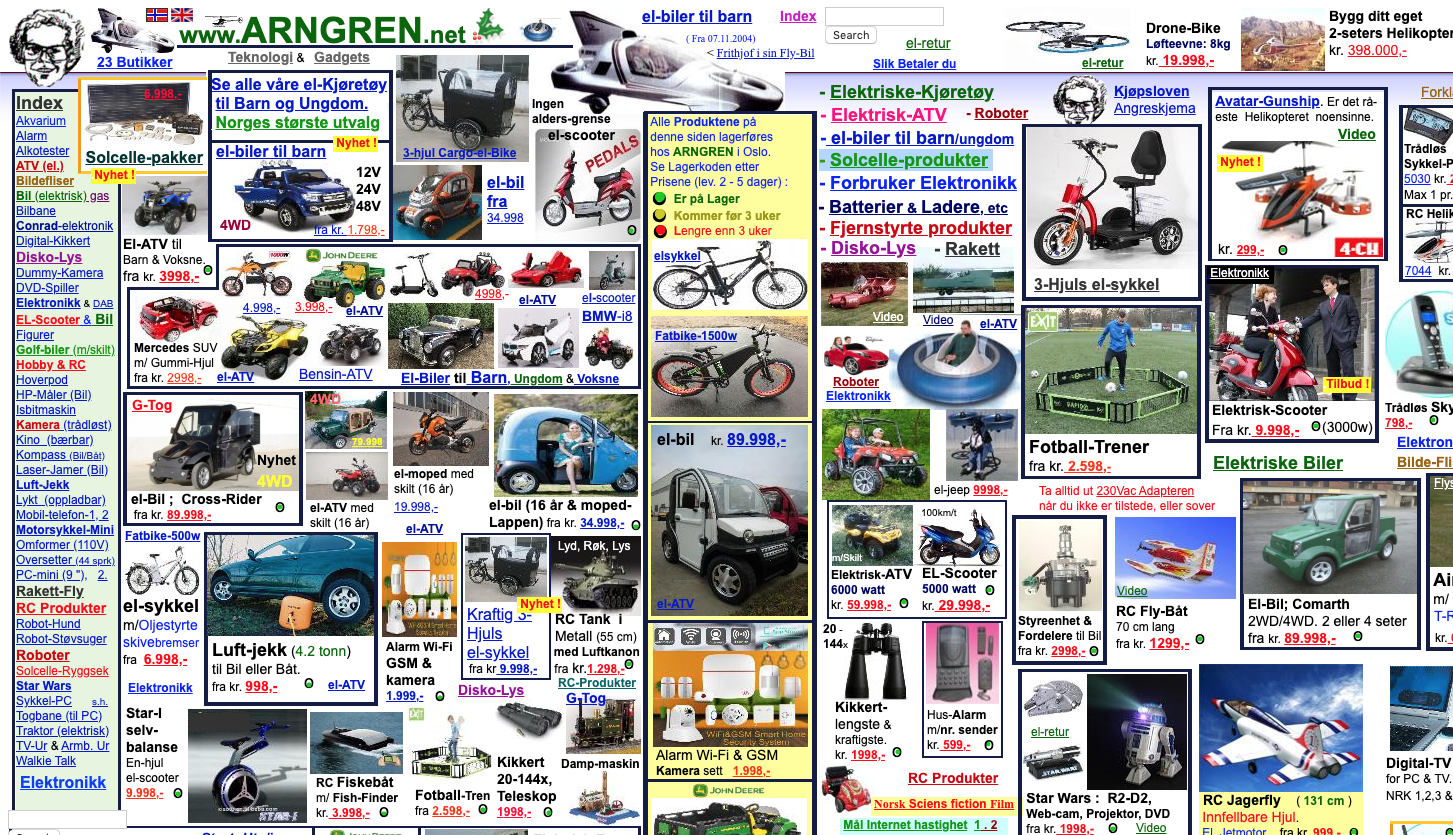 www.ARNGREN.net
23 Butikker
Teknologi & Gadgets
el-biler til barn
( Fra 07.11.2004)
< Frithjof i sin Fly-Bil
Index
Search
el-retur
Slik Betaler du
el-retur
Drone-Bike
Løfteevne: 8kg
kr. 19.998,-
Bygg ditt eget
2-seters Helikopter
kr. 398.000,-
Index
Akvarium
Alarm
Alkotester
ATV (el.)
Bildefliser
Bil (elektrisk) gas
Bilbane
Conrad-elektronik
Digital-Kikkert
Disko-Lys
Dummy-Kamera
DVD-Spiller
Elektronikk & DAB
EL-Scooter & Bil
Figurer
Golf-biler (m/skilt)
Hobby & RC
Hoverpod
HP-Måler (Bil)
Isbitmaskin
Kamera (trådløst)
Kino (bærbar)
Kompass (Bil/Båt)
Laser-Jamer (Bil)
Luft-Jekk
Lykt (oppladbar)
Mobil-telefon-1, 2
Motorsykkel-Mini
Omformer (110V)
Oversetter (44 sprk)
PC-mini (9 "), 2.
Rakett-Fly
RC Produkter
Robot-Hund
Robot-Støvsuger
Roboter
Solcelle-Ryggsek
Star Wars
Sykkel-PC s.h.
Togbane (til PC)
Traktor (elektrisk)
TV-Ur & Armb. Ur
Walkie Talk
Elektronikk
6.998,-
Solcelle-pakker
Nyhet !
Se alle våre el-Kjøretøy
til Barn og Ungdom.
Norges største utvalg
Nyhet !
el-biler til barn
12V
24V
48V
4WD
fra kr. 1.798,-
3-hjul Cargo-el-Bike
el-bil
fra
34.998
Ingen
alders-grense
el-scooter
PEDALS
El-ATV til
Barn & Voksne.
fra kr. 3998,-
1000W
JOHN DEERE
4.998,-
3.998,-
el-ATV
4998,-
el-ATV
el-scooter
BMW-i8
Mercedes SUV
m/ Gummi-Hjul
fra kr. 2998,-
el-ATV
Bensin-ATV
El-Biler til Barn, Ungdom & Voksne
G-Tog
Nyhet
4WD
el-Bil ; Cross-Rider
fra kr. 89.998,-
4WD
79.998
el-ATV med
skilt (16 år)
el-moped med
skilt (16 år)
19.998,-
el-ATV
el-bil (16 år & moped-
Lappen) fra kr. 34.998,-
Fatbike-500w
el-sykkel
m/Oljestyrte
skivebremser
fra 6.998,-
Elektronikk
Luft-jekk (4.2 tonn)
til Bil eller Båt.
fra kr. 998,-
el-ATV
WiFi&GSM Smart Home
Security System
Alarm Wi-Fi
GSM &
kamera
1.999,-
Nyhet !
Kraftig 3-
Hjuls
el-sykkel
fra kr 9.998,-
Disko-Lys
Lyd, Røk, Lys
RC Tank i
Metall (55 cm)
med Luftkanon
fra kr.1.298,-
RC-Produkter
G-Tog
Star-I
selv-
balanse
En-hjul
el-scooter
9.998,-
RC Fiskebåt
m/ Fish-Finder
kr. 3.998,-
EXIT
Fotball-Tren
fra 2.598,-
Kikkert
20-144x,
Teleskop
1998,-
Damp-maskin
Alle Produktene på
denne siden lagerføres
hos ARNGREN i Oslo.
Se Lagerkoden etter
Prisene (lev. 2 - 5 dager) :
Er på Lager
Kommer før 3 uker
Lengre enn 3 uker
elsykkel
Fatbike-1500w
el-bil kr. 89.998,-
el-ATV
WiFi&GSM Smart Home
Security System
Alarm Wi-Fi & GSM
Kamera sett 1.998,-
JOHN DEERE
- Elektriske-Kjøretøy
- Elektrisk-ATV - Roboter
- el-biler til barn/ungdom
- Solcelle-produkter
- Forbruker Elektronikk
- Batterier & Ladere, etc
- Fjernstyrte produkter
- Disko-Lys - Rakett
Video
Video
el-ATV
Roboter
Elektronikk
el-jeep 9998,-
m/Skilt
Elektrisk-ATV
6000 watt
kr. 59.998,-
100km/t
EL-Scooter
5000 watt
kr. 29.998,-
20 -
144x
Kikkert-
lengste &
kraftigste.
kr. 1998,-
Hus-Alarm
m/nr. sender
kr. 599,-
RC Produkter
Norsk Sciens fiction Film
Mål Internet hastighet 1 . 2
Kjøpsloven
Angreskjema
3-Hjuls el-sykkel
EXIT
RAPIDO
Fotball-Trener
fra kr. 2.598,-
Ta alltid ut 230Vac Adapteren
når du ikke er tilstede, eller sover
Styreenhet &
Fordelere til Bil
fra kr. 2998,-
Video
RC Fly-Båt
70 cm lang
kr. 1299,-
el-retur
STAR WARS
Star Wars : R2-D2,
Web-cam, Projektor, DVD
fra kr. 1998,- Video
Avatar-Gunship. Er det rå-
este Helikopteret noensinne.
Video
Nyhet !
kr. 299,-
4-CH
Elektronikk
Tilbud !
Elektrisk-Scooter
Fra kr. 9.998,- (3000w)
Elektriske Biler
El-Bil; Comarth
2WD/4WD. 2 eller 4 seter
fra kr. 89.998,-
RC Jagerfly ( 131 cm )
Innfellbare Hjul.
EL Jetmotor fra kr. 999,-
Forkl
Trådløs
Sykkel-P
5030 kr.
Max 1 pr.
RC Helik
7044 kr.
Trådløs Sky
798,-
Elektron
Bilde-Fli
Flys
Ai
m/
T-R
kr.
Digital-TV
for PC & TV.
NRK 1,2,3 &